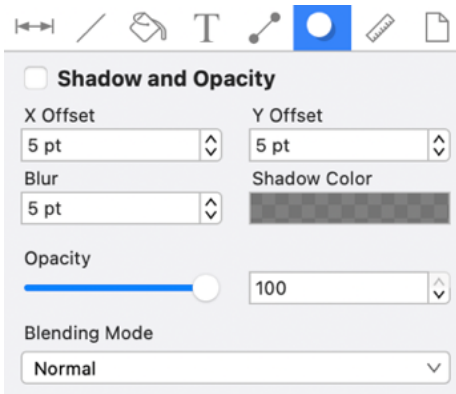 T
Shadow and Opacity
X Offset Y Offset
5 pt 5 pt
Blur Shadow Color
5 pt
Opacity
100
Blending Mode
Normal